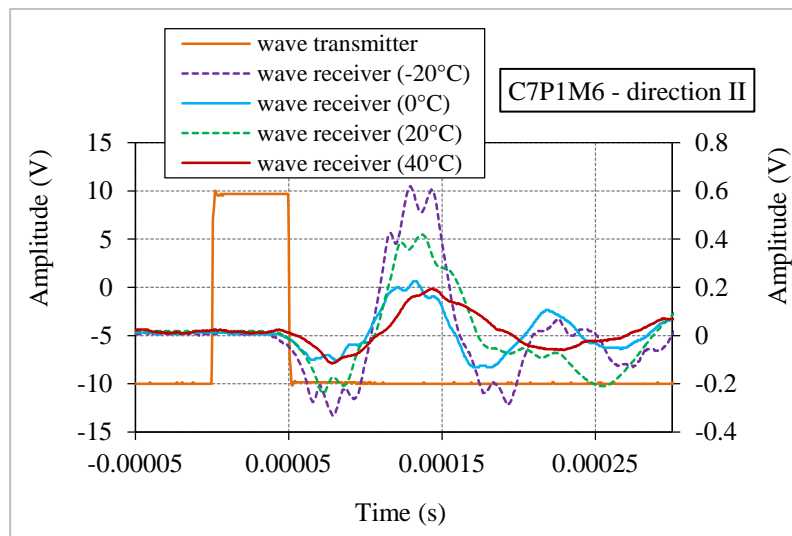 wave transmitter
wave receiver (-20°C)
wave receiver (0°C)
wave receiver (20°C)
wave receiver (40°C)
C7P1M6 - direction II
15
10
5
0
-5
-10
-15
Amplitude (V)
0.8
0.6
0.4
0.2
0
-0.2
-0.4
Amplitude (V)
-0.00005
0.00005
0.00015
0.00025
Time (s)